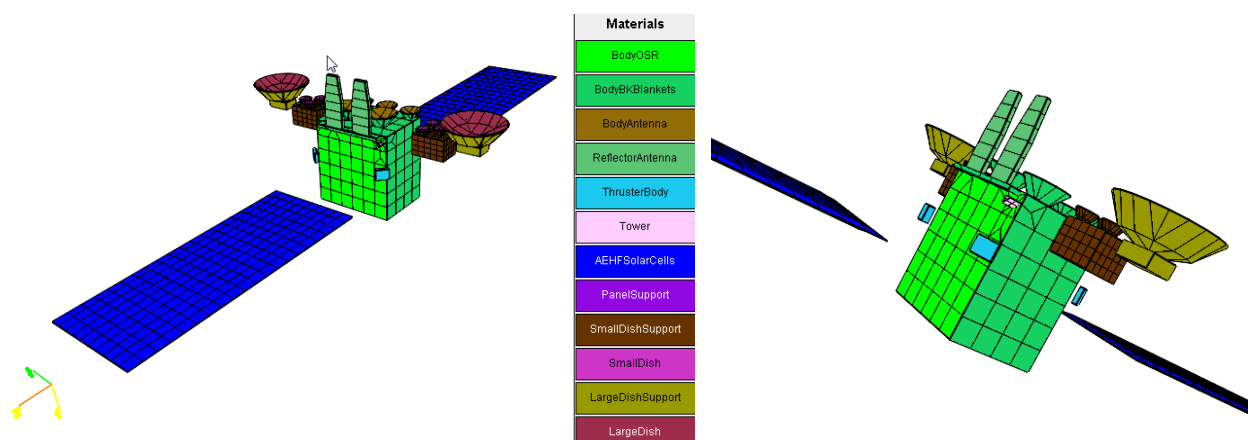 Materials
BodyOSR
BodyBKBlankets
BodyAntenna
ReflectorAntenna
ThrusterBody
Tower
AEHFSolarCells
PanelSupport
SmallDishSupport
SmallDish
LargeDishSupport
LargeDish